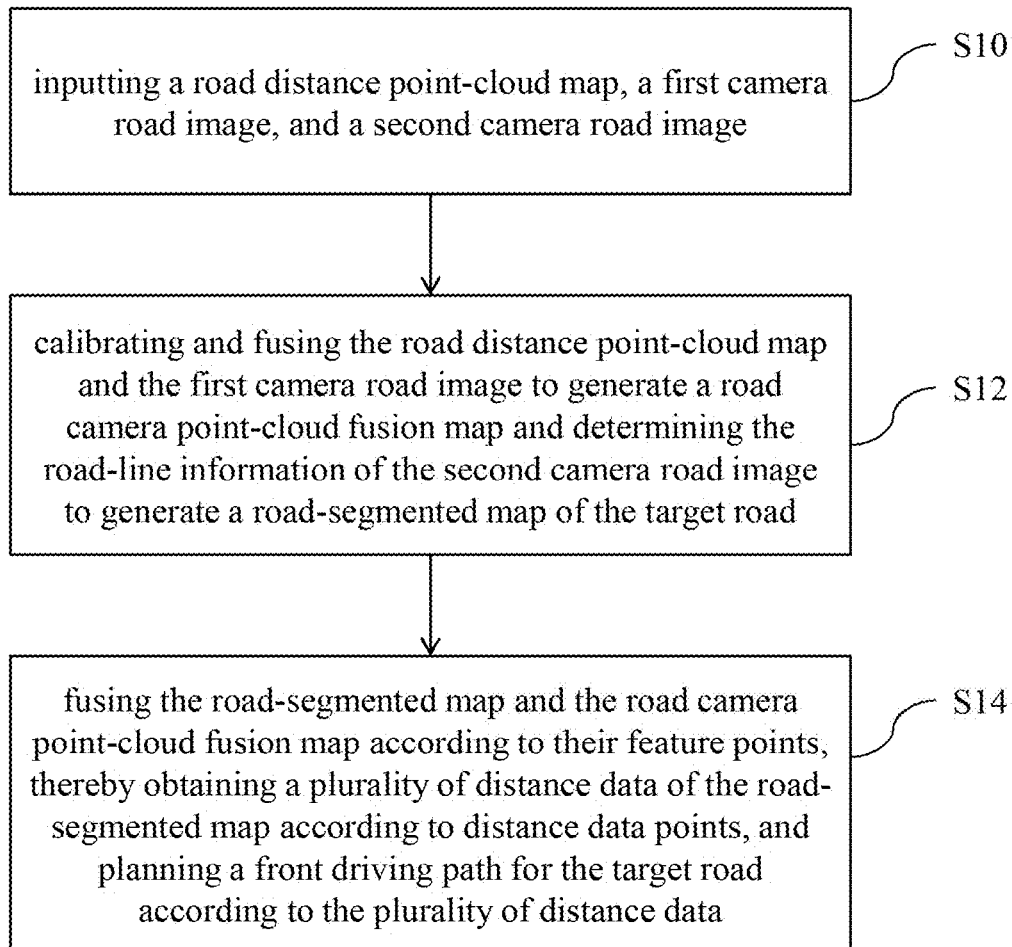 inputting a road distance point-cloud map, a first camera
road image, and a second camera road image
S10
calibrating and fusing the road distance point-cloud map
and the first camera road image to generate a road
camera point-cloud fusion map and determining the
road-line information of the second camera road image
to generate a road-segmented map of the target road
S12
fusing the road-segmented map and the road camera
point-cloud fusion map according to their feature points,
thereby obtaining a plurality of distance data of the road-
segmented map according to distance data points, and
planning a front driving path for the target road
according to the plurality of distance data
S14